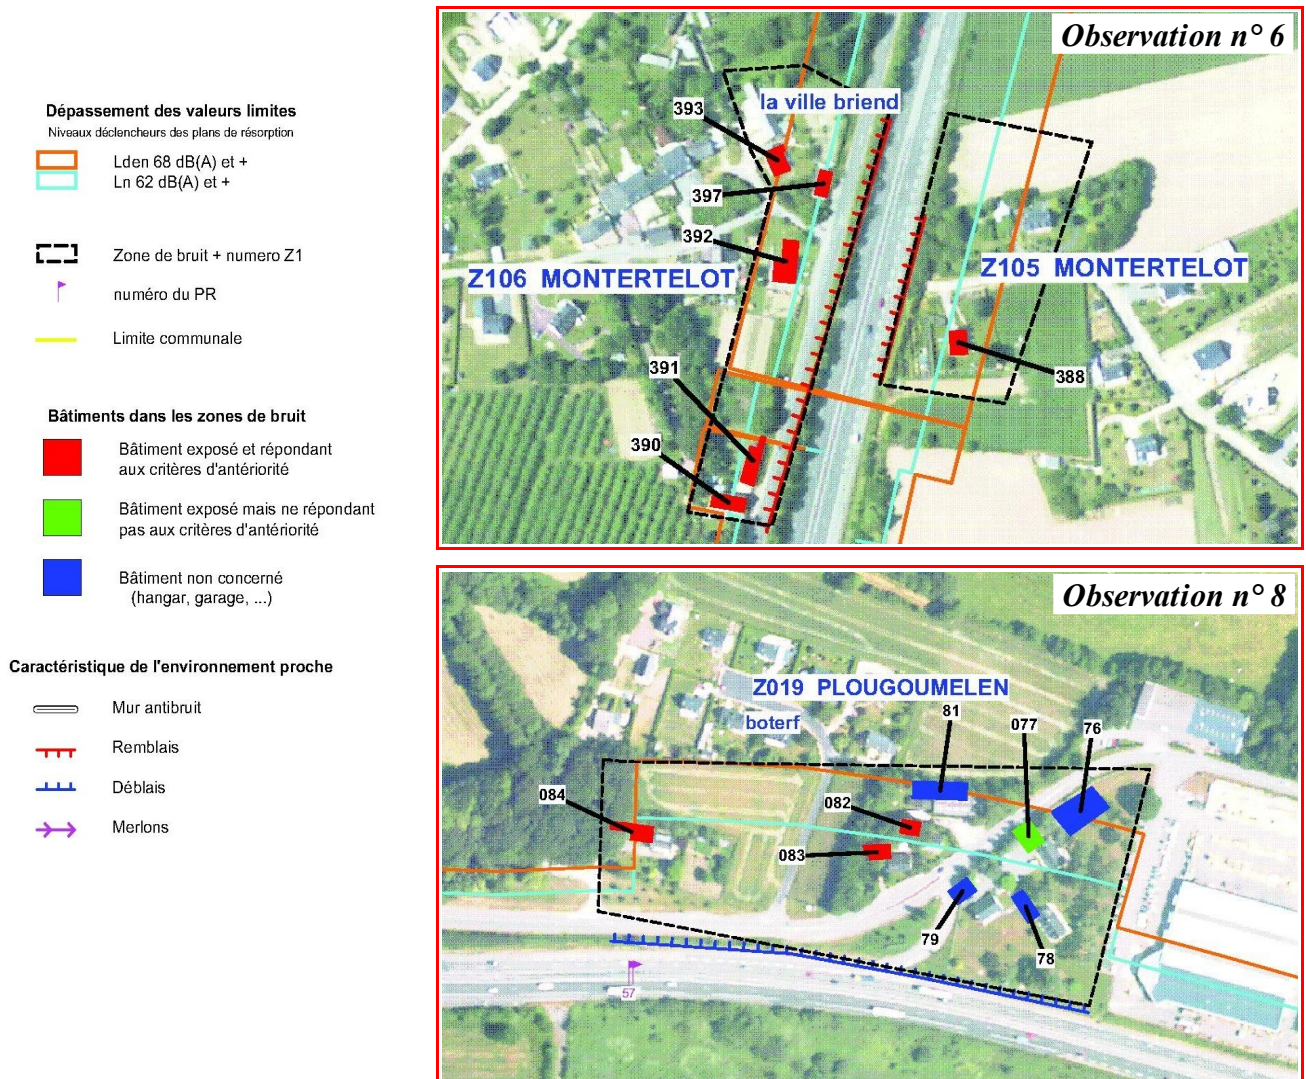 Dépassement des valeurs limites
Niveaux déclencheurs des plans de résorption
Lden 68 dB(A) et +
Ln 62 dB(A) et +
Zone de bruit + numero Z1
numéro du PR
Limite communale
Bâtiments dans les zones de bruit
Bâtiment exposé et répondant
aux critères d'antériorité
Bâtiment exposé mais ne répondant
pas aux critères d'antériorité
Bâtiment non concerné
(hangar, garage, ...)
Caractéristique de l'environnement proche
Mur antibruit
Remblais
Déblais
Merlons
Observation n° 6
la ville briend
393
397
392
Z106 MONTERTELOT
Z105 MONTERTELOT
391
388
390
Observation n° 8
Z019 PLOUGOUMELEN
boterf
81
077
76
084
082
083
79
78
57